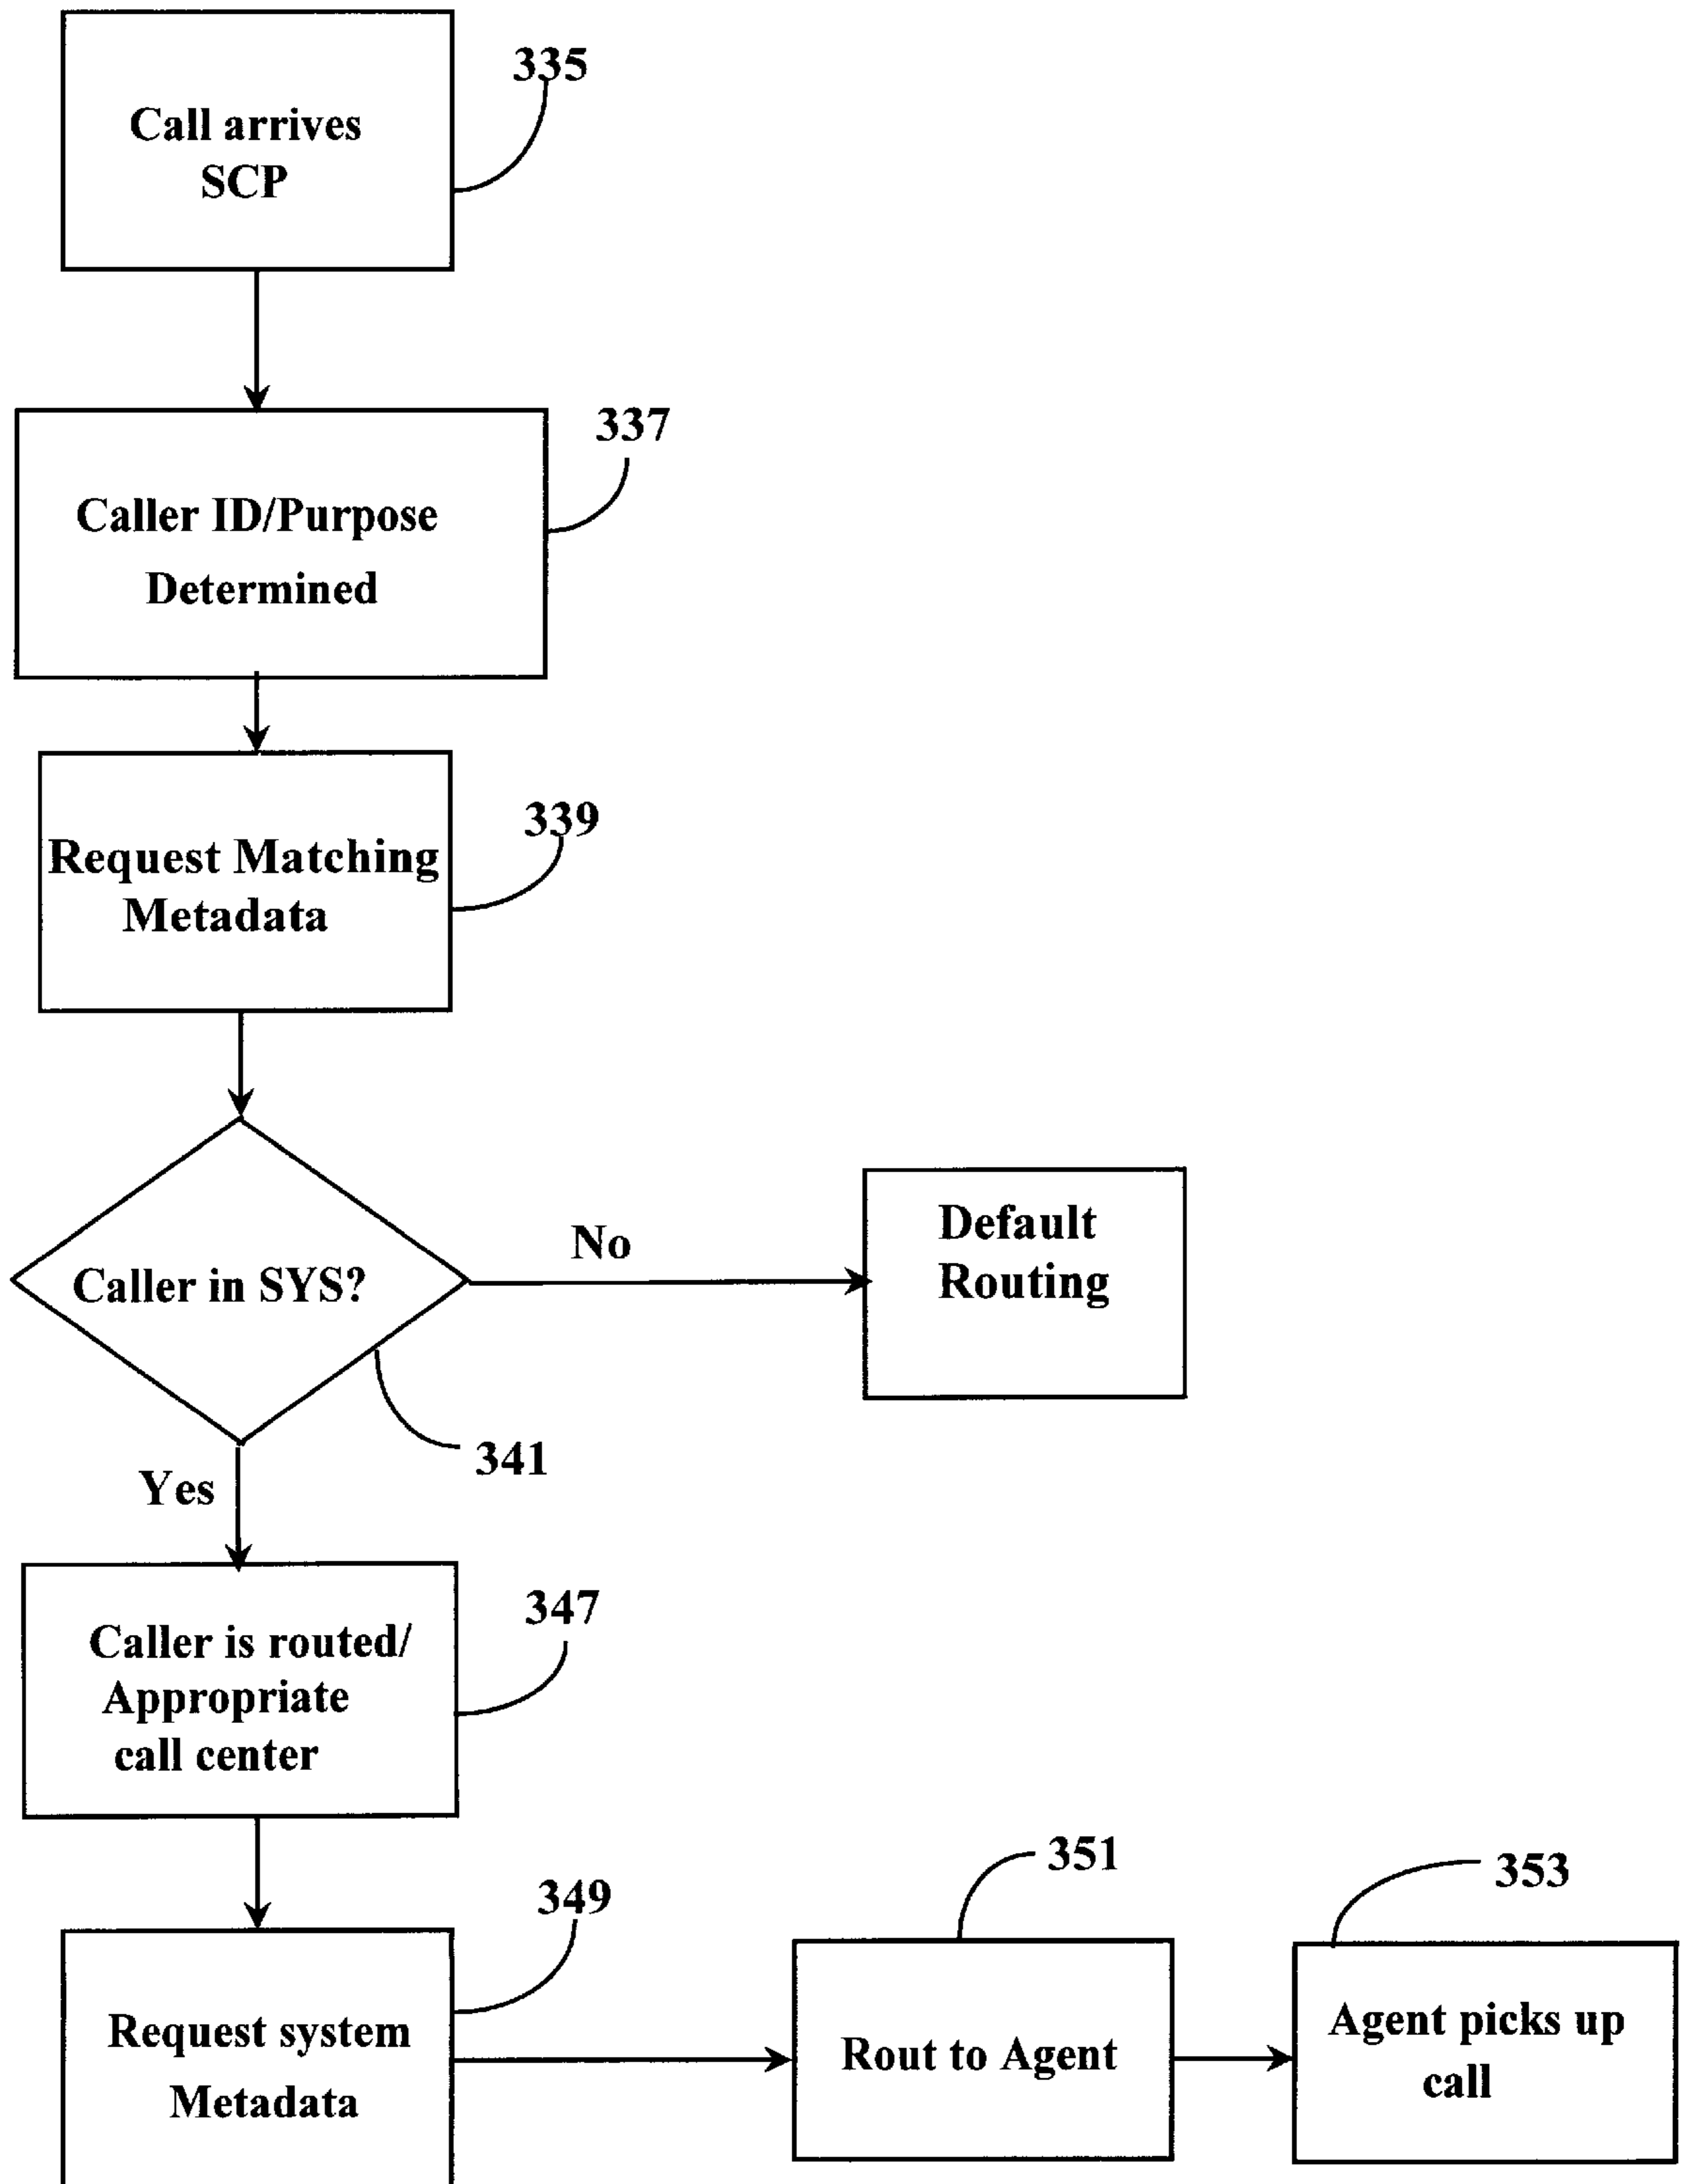 335
Call arrives
SCP
337
Caller ID/Purpose
Determined
339
Request Matching
Metadata
Caller in SYS?
No
Default
Routing
341
Yes
347
Caller is routed/
Appropriate
call center
349
Request system
Metadata
351
Rout to Agent
353
Agent picks up
call